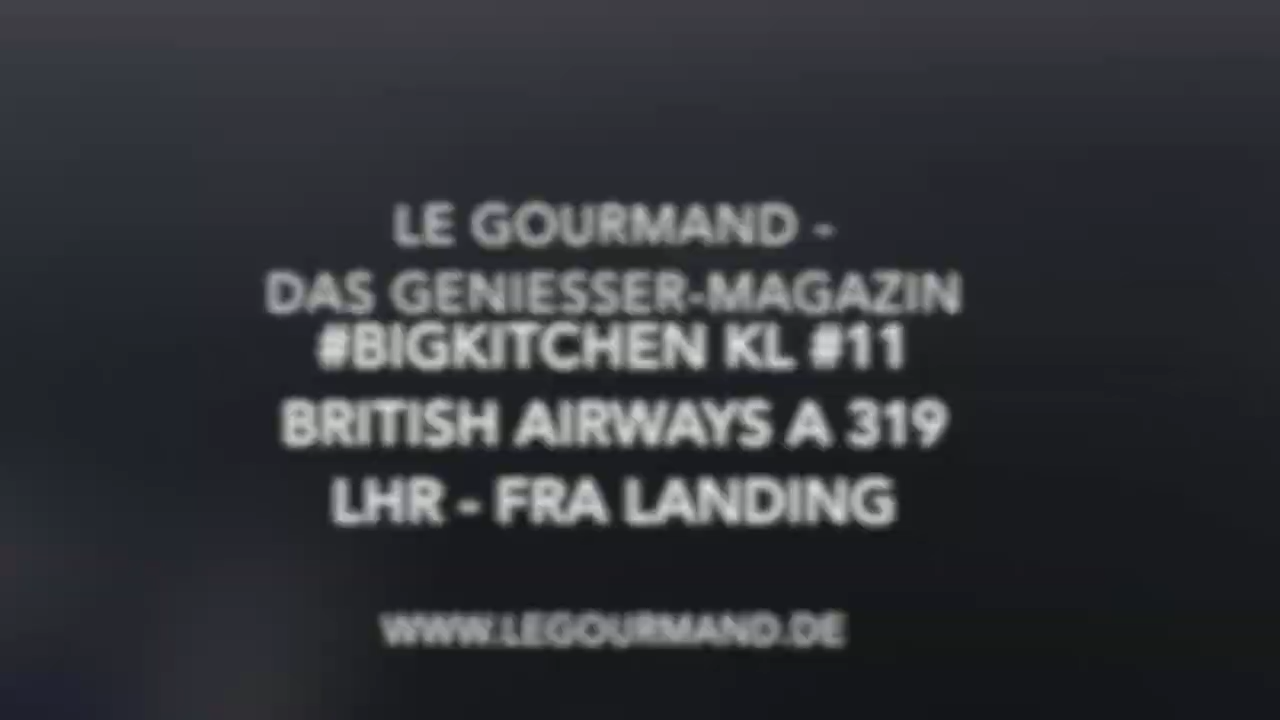 LE GOURMAND -
DAS GENIESSER-MAGAZIN
#BIGKITCHEN KL #11
BRITISH AIRWAYS A 319
LHR - FRA LANDING
WWW.LEGOURMAND.DE